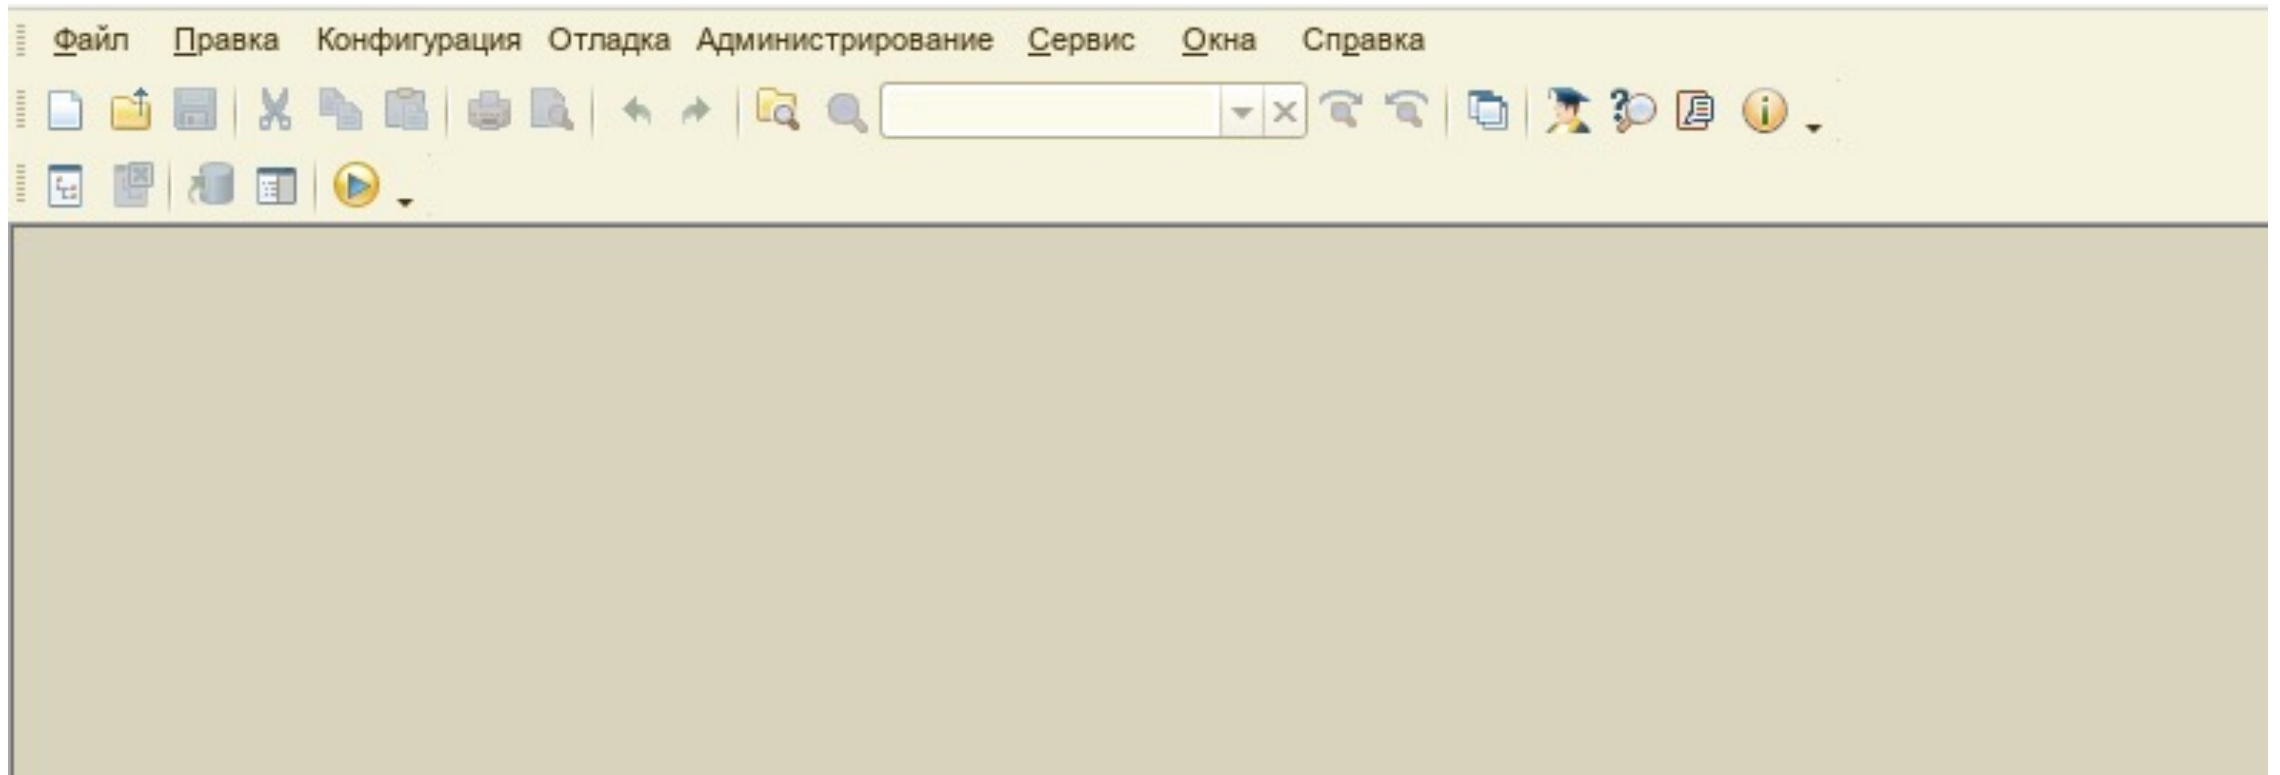 Файл Правка Конфигурация Отладка Администрирование Сервис Окна Справка